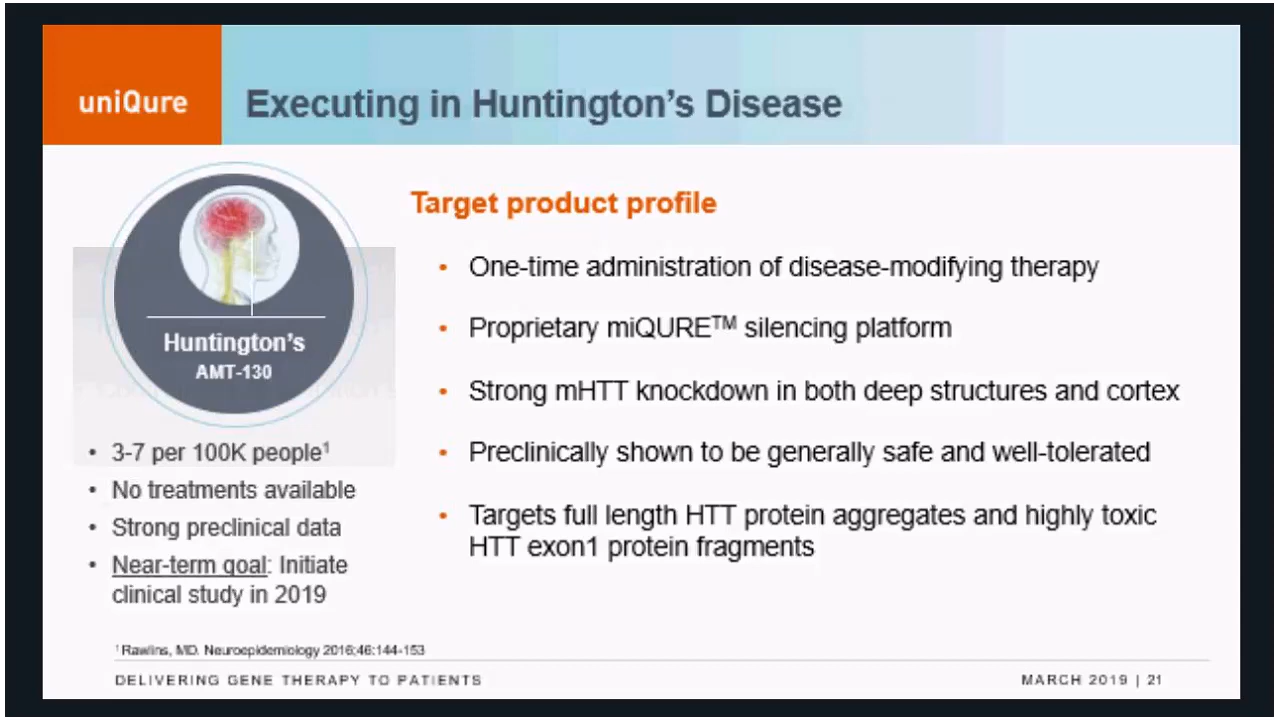 uniQure
Executing in Huntington's Disease
Huntington's
AMT-130
• 3-7 per 100K people¹
• No treatments available
• Strong preclinical data
• Near-term goal: Initiate
clinical study in 2019
Target product profile
• One-time administration of disease-modifying therapy
• Proprietary miQURE™ silencing platform
• Strong mHTT knockdown in both deep structures and cortex
• Preclinically shown to be generally safe and well-tolerated
• Targets full length HTT protein aggregates and highly toxic
HTT exon1 protein fragments
¹ Rawlins, MD. Neuroepidemiology 2016;46:144-153
DELIVERING GENE THERAPY TO PATIENTS
MARCH 2019 | 21